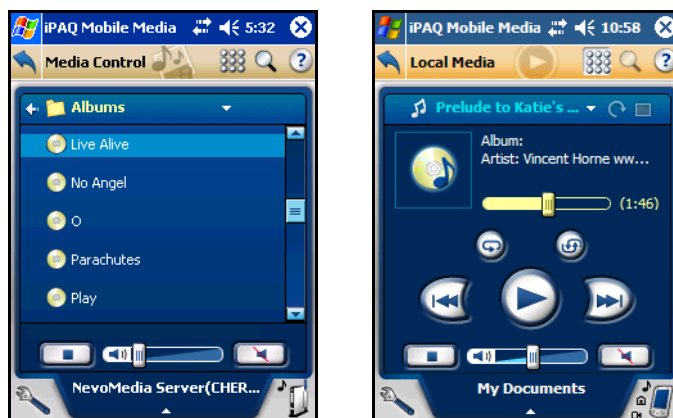 iPAQ Mobile Media 5:32
Media Control ?
Albums
Live Alive
No Angel
O
Parachutes
Play
NevoMedia Server(CHER...
iPAQ Mobile Media 10:58
Local Media ?
Prelude to Katie's ...
Album:
Artist: Vincent Horne ww...
(1:46)
My Documents